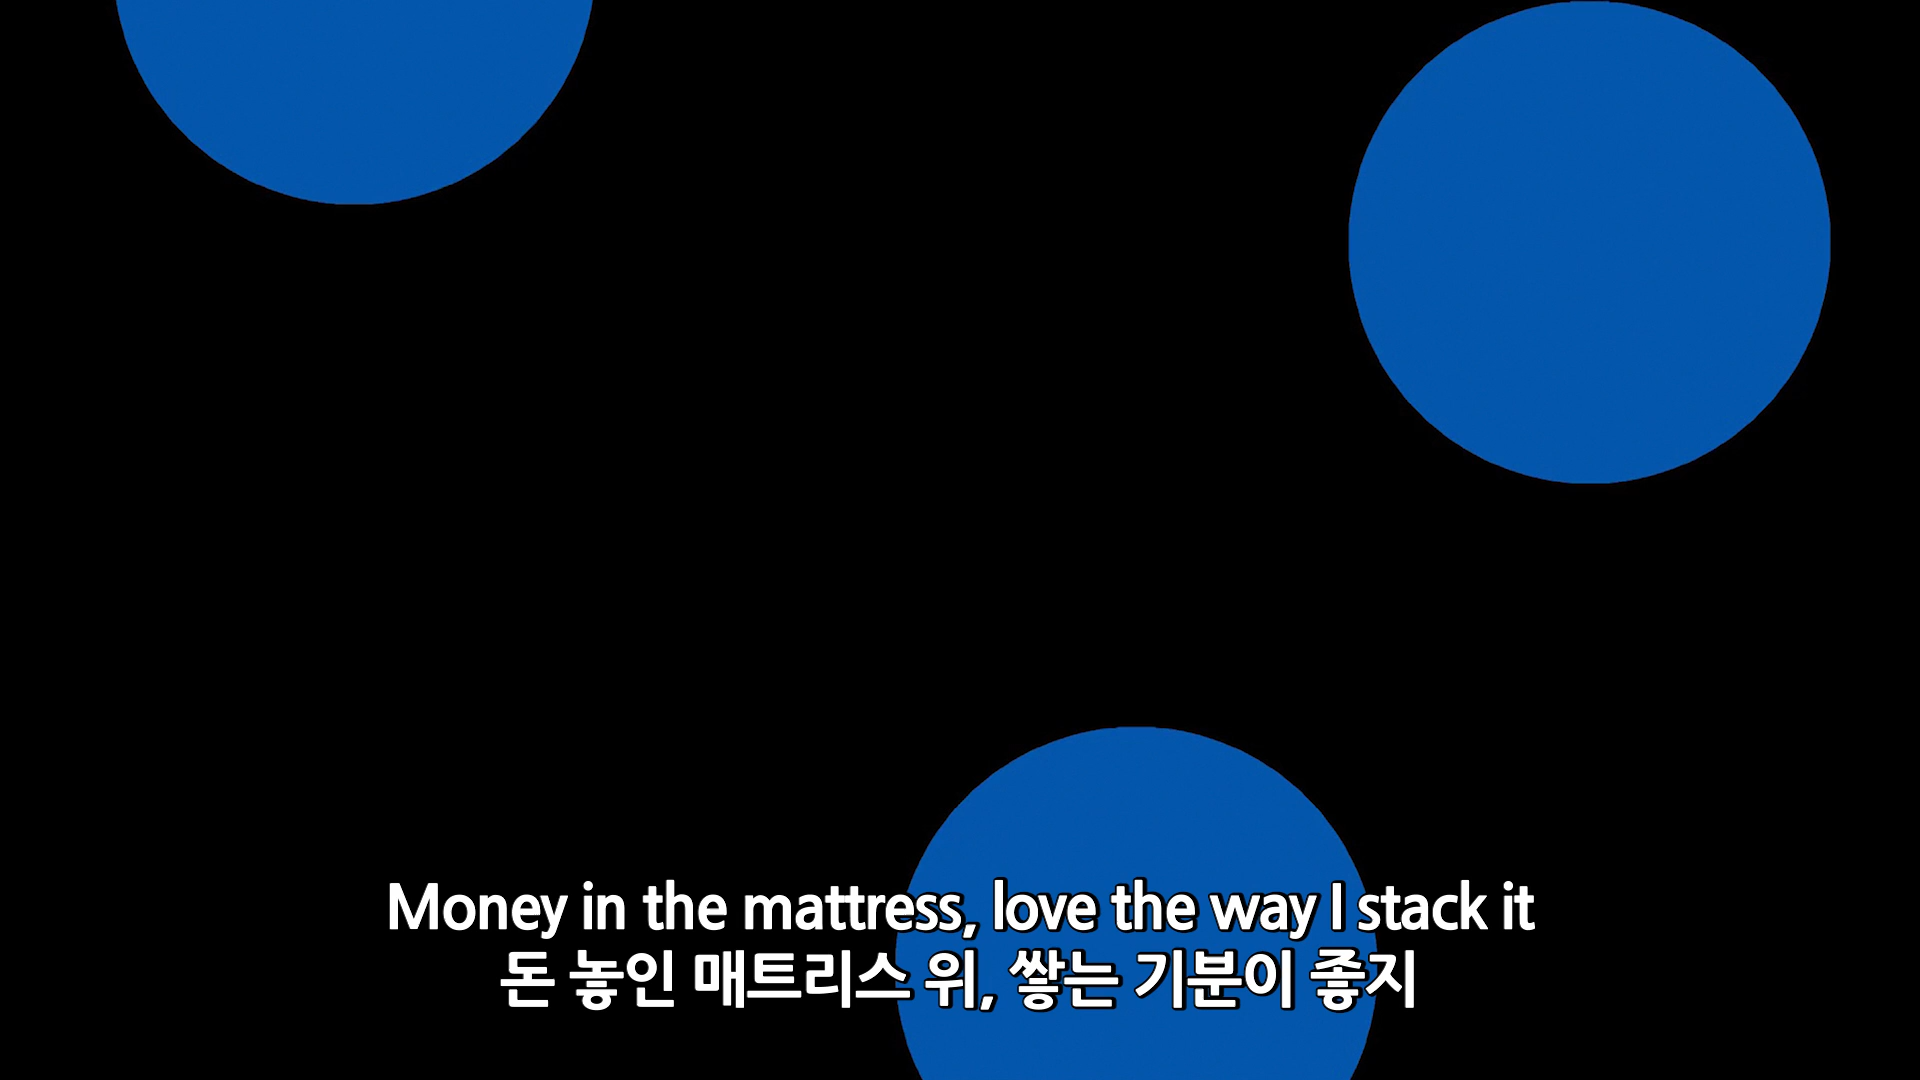 Money in the mattress, love the way I stack it
돈 놓인 매트리스 위, 쌓는 기분이 좋지